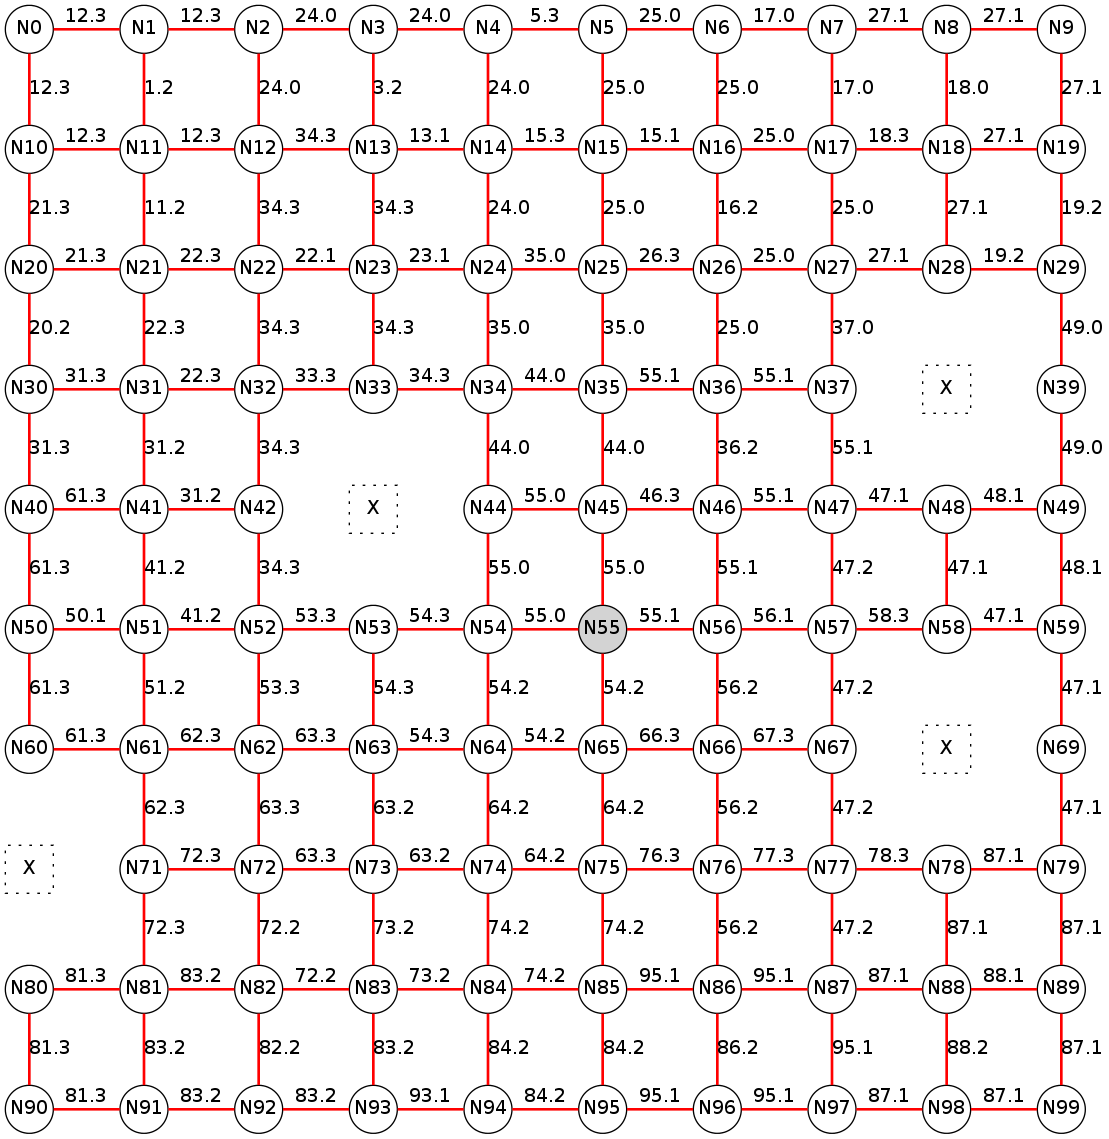 12.3 12.3 24.0 24.0 5.3 25.0 17.0 27.1 27.1
N0 N1 N2 N3 N4 N5 N6 N7 N8 N9
12.3 1.2 24.0 3.2 24.0 25.0 25.0 17.0 18.0 27.1
12.3 12.3 34.3 13.1 15.3 15.1 25.0 18.3 27.1
N10 N11 N12 N13 N14 N15 N16 N17 N18 N19
21.3 11.2 34.3 34.3 24.0 25.0 16.2 25.0 27.1 19.2
21.3 22.3 22.1 23.1 35.0 26.3 25.0 27.1 19.2
N20 N21 N22 N23 N24 N25 N26 N27 N28 N29
20.2 22.3 34.3 34.3 35.0 35.0 25.0 37.0 49.0
31.3 22.3 33.3 34.3 44.0 55.1 55.1
N30 N31 N32 N33 N34 N35 N36 N37 X N39
31.3 31.2 34.3 44.0 44.0 36.2 55.1 49.0
61.3 31.2 55.0 46.3 55.1 47.1 48.1
N40 N41 N42 X N44 N45 N46 N47 N48 N49
61.3 41.2 34.3 55.0 55.0 55.1 47.2 47.1 48.1
50.1 41.2 53.3 54.3 55.0 55.1 56.1 58.3 47.1
N50 N51 N52 N53 N54 N55 N56 N57 N58 N59
61.3 51.2 53.3 54.3 54.2 54.2 56.2 47.2 47.1
61.3 62.3 63.3 54.3 54.2 66.3 67.3
N60 N61 N62 N63 N64 N65 N66 N67 X N69
62.3 63.3 63.2 64.2 64.2 56.2 47.2 47.1
72.3 63.3 63.2 64.2 76.3 77.3 78.3 87.1
X N71 N72 N73 N74 N75 N76 N77 N78 N79
72.3 72.2 73.2 74.2 74.2 56.2 47.2 87.1 87.1
81.3 83.2 72.2 73.2 74.2 95.1 95.1 87.1 88.1
N80 N81 N82 N83 N84 N85 N86 N87 N88 N89
81.3 83.2 82.2 83.2 84.2 84.2 86.2 95.1 88.2 87.1
81.3 83.2 83.2 93.1 84.2 95.1 95.1 87.1 87.1
N90 N91 N92 N93 N94 N95 N96 N97 N98 N99